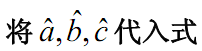 将 â, b̂, ĉ 代入式